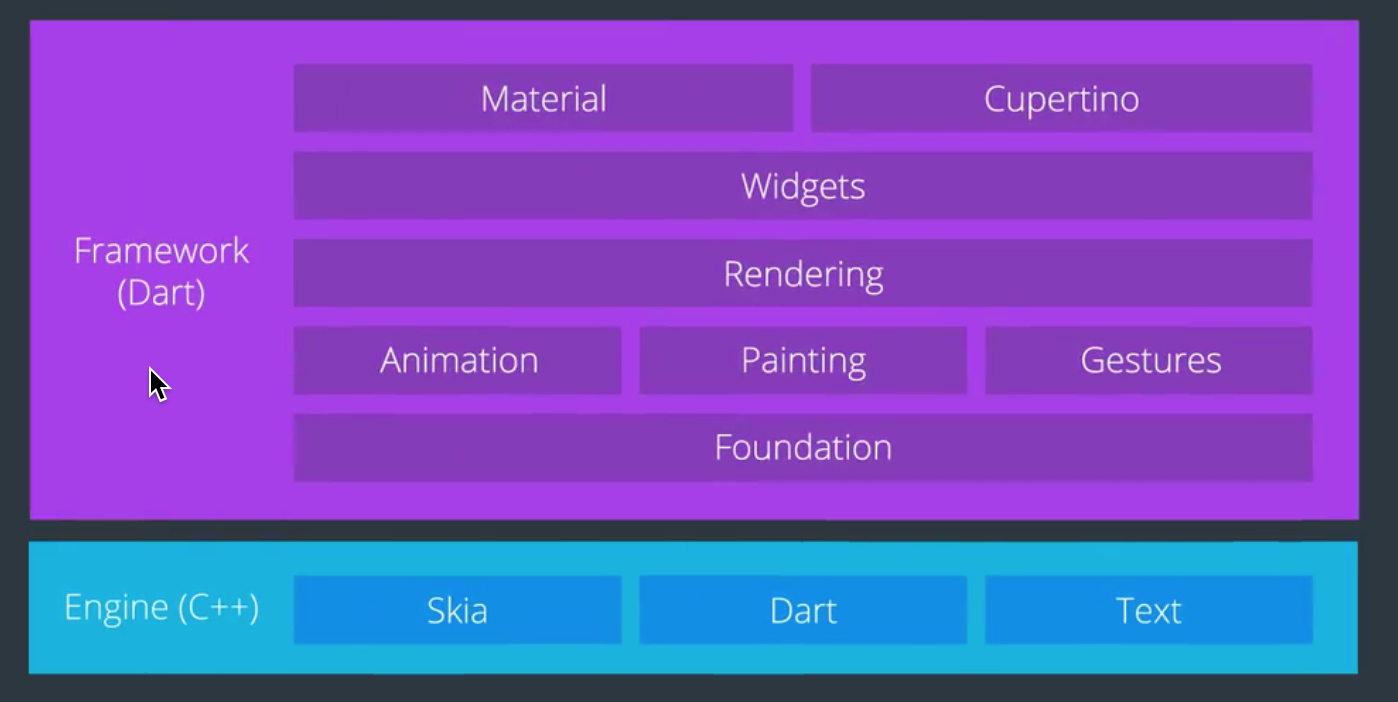 Material
Cupertino
Widgets
Rendering
Framework
(Dart)
Animation
Painting
Gestures
Foundation
Engine (C++)
Skia
Dart
Text